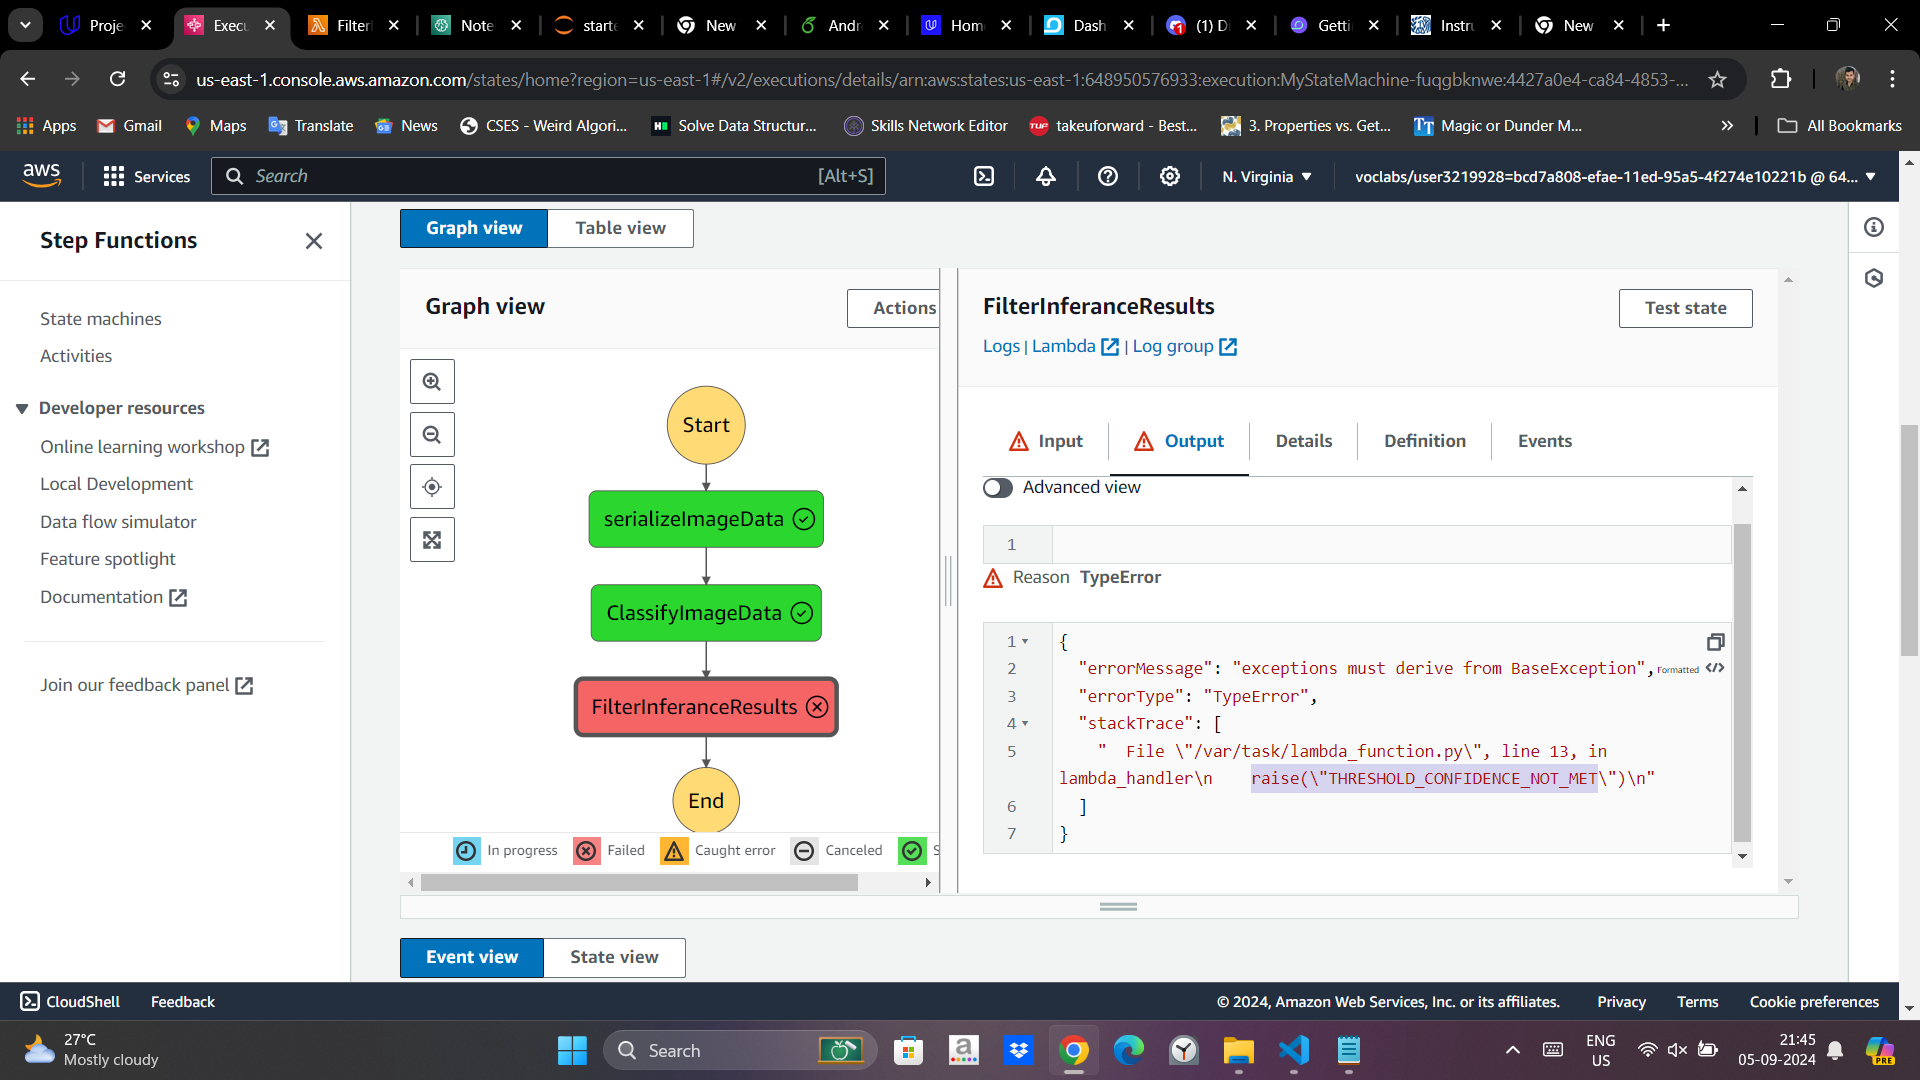 Proje
Execu
Filterl
Note
starte
New
Andr
Hom
Dash
(1) D
Getti
Instru
New
us-east-1.console.aws.amazon.com/states/home?region=us-east-1#/v2/executions/details/arn:aws:states:us-east-1:648950576933:execution:MyStateMachine-fuqgbknwe:4427a0e4-ca84-4853-...
Apps
Gmail
Maps
Translate
News
CSES - Weird Algori...
Solve Data Structur...
Skills Network Editor
takeuforward - Best...
3. Properties vs. Get...
Magic or Dunder M...
All Bookmarks
aws
Services
Search
[Alt+S]
N. Virginia
voclabs/user3219928=bcd7a808-efae-11ed-95a5-4f274e10221b @ 64...
Step Functions
State machines
Activities
Developer resources
Online learning workshop
Local Development
Data flow simulator
Feature spotlight
Documentation
Join our feedback panel
Graph view
Table view
Graph view
Actions
Start
serializeImageData
ClassifyImageData
FilterInferanceResults
End
In progress
Failed
Caught error
Canceled
S
FilterInferanceResults
Test state
Logs | Lambda | Log group
Input
Output
Details
Definition
Events
Advanced view
1
Reason TypeError
1 {
2 "errorMessage": "exceptions must derive from BaseException",
Formatted
3 "errorType": "TypeError",
4 "stackTrace": [
5 " File \"/var/task/lambda_function.py\", line 13, in
lambda_handler\n raise(\"THRESHOLD_CONFIDENCE_NOT_MET\")\n"
6 ]
7 }
Event view
State view
CloudShell
Feedback
© 2024, Amazon Web Services, Inc. or its affiliates.
Privacy
Terms
Cookie preferences
27°C
Mostly cloudy
Search
ENG
US
21:45
05-09-2024
PRE